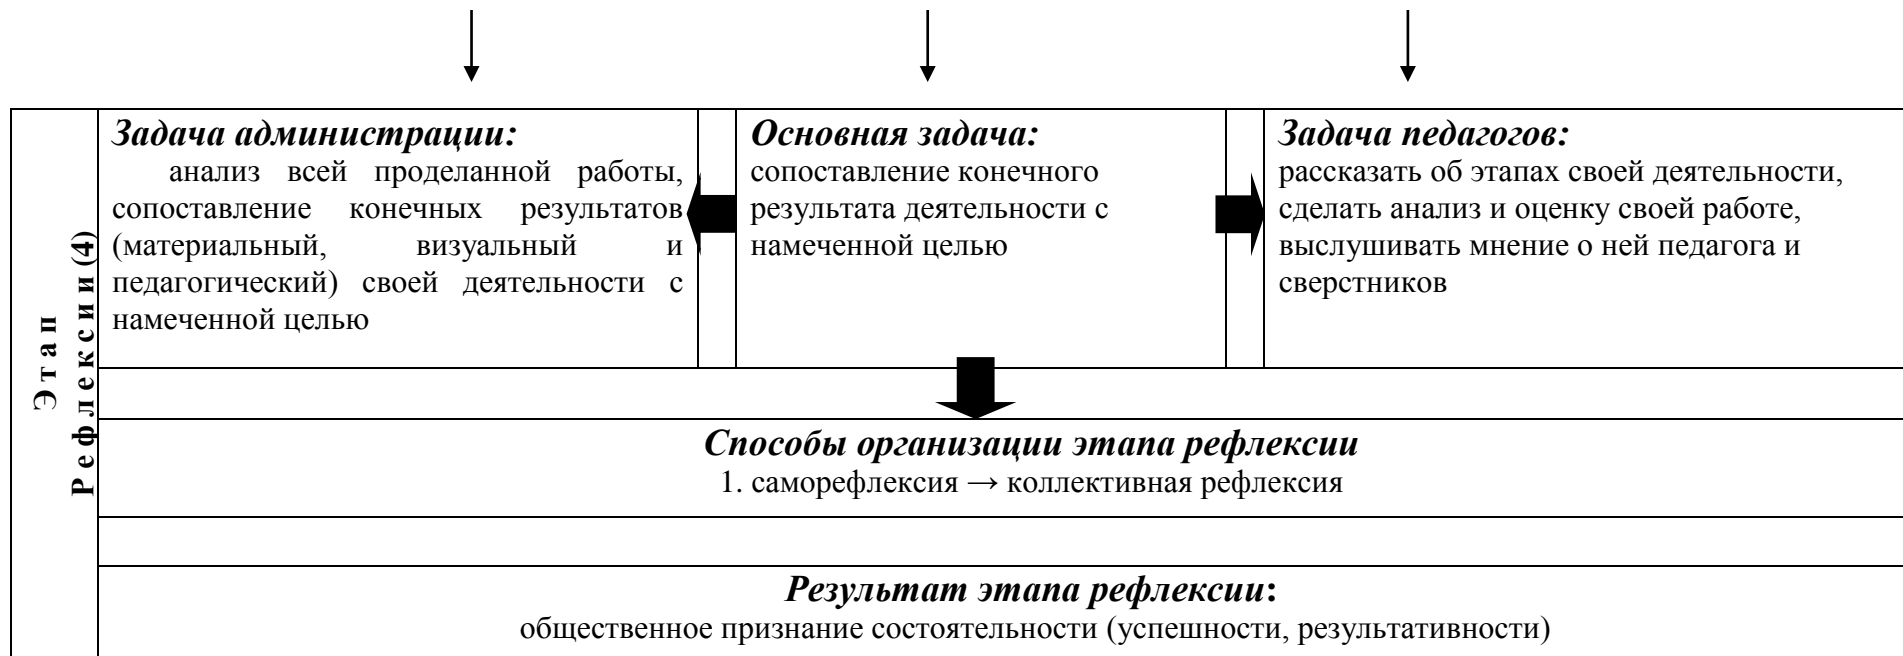 Этап
Рефлексии (4)
Задача администрации:
анализ всей проделанной работы,
сопоставление конечных результатов
(материальный, визуальный и
педагогический) своей деятельности с
намеченной целью
Основная задача:
сопоставление конечного
результата деятельности с
намеченной целью
Задача педагогов:
рассказать об этапах своей деятельности,
сделать анализ и оценку своей работе,
выслушивать мнение о ней педагога и
сверстников
Способы организации этапа рефлексии
1. саморефлексия → коллективная рефлексия
Результат этапа рефлексии:
общественное признание состоятельности (успешности, результативности)